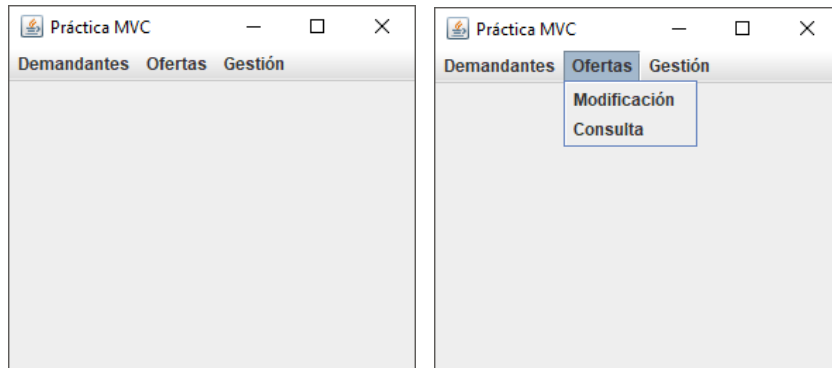 Práctica MVC
Demandantes Ofertas Gestión
Práctica MVC
Demandantes Ofertas Gestión
Modificación
Consulta